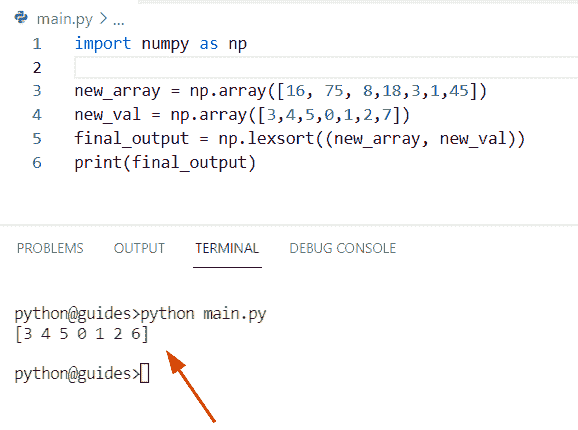 main.py > ...
1 import numpy as np
2
3 new_array = np.array([16, 75, 8,18,3,1,45])
4 new_val = np.array([3,4,5,0,1,2,7])
5 final_output = np.lexsort((new_array, new_val))
6 print(final_output)
PROBLEMS OUTPUT TERMINAL DEBUG CONSOLE
python@guides>python main.py
[3 4 5 0 1 2 6]
python@guides>